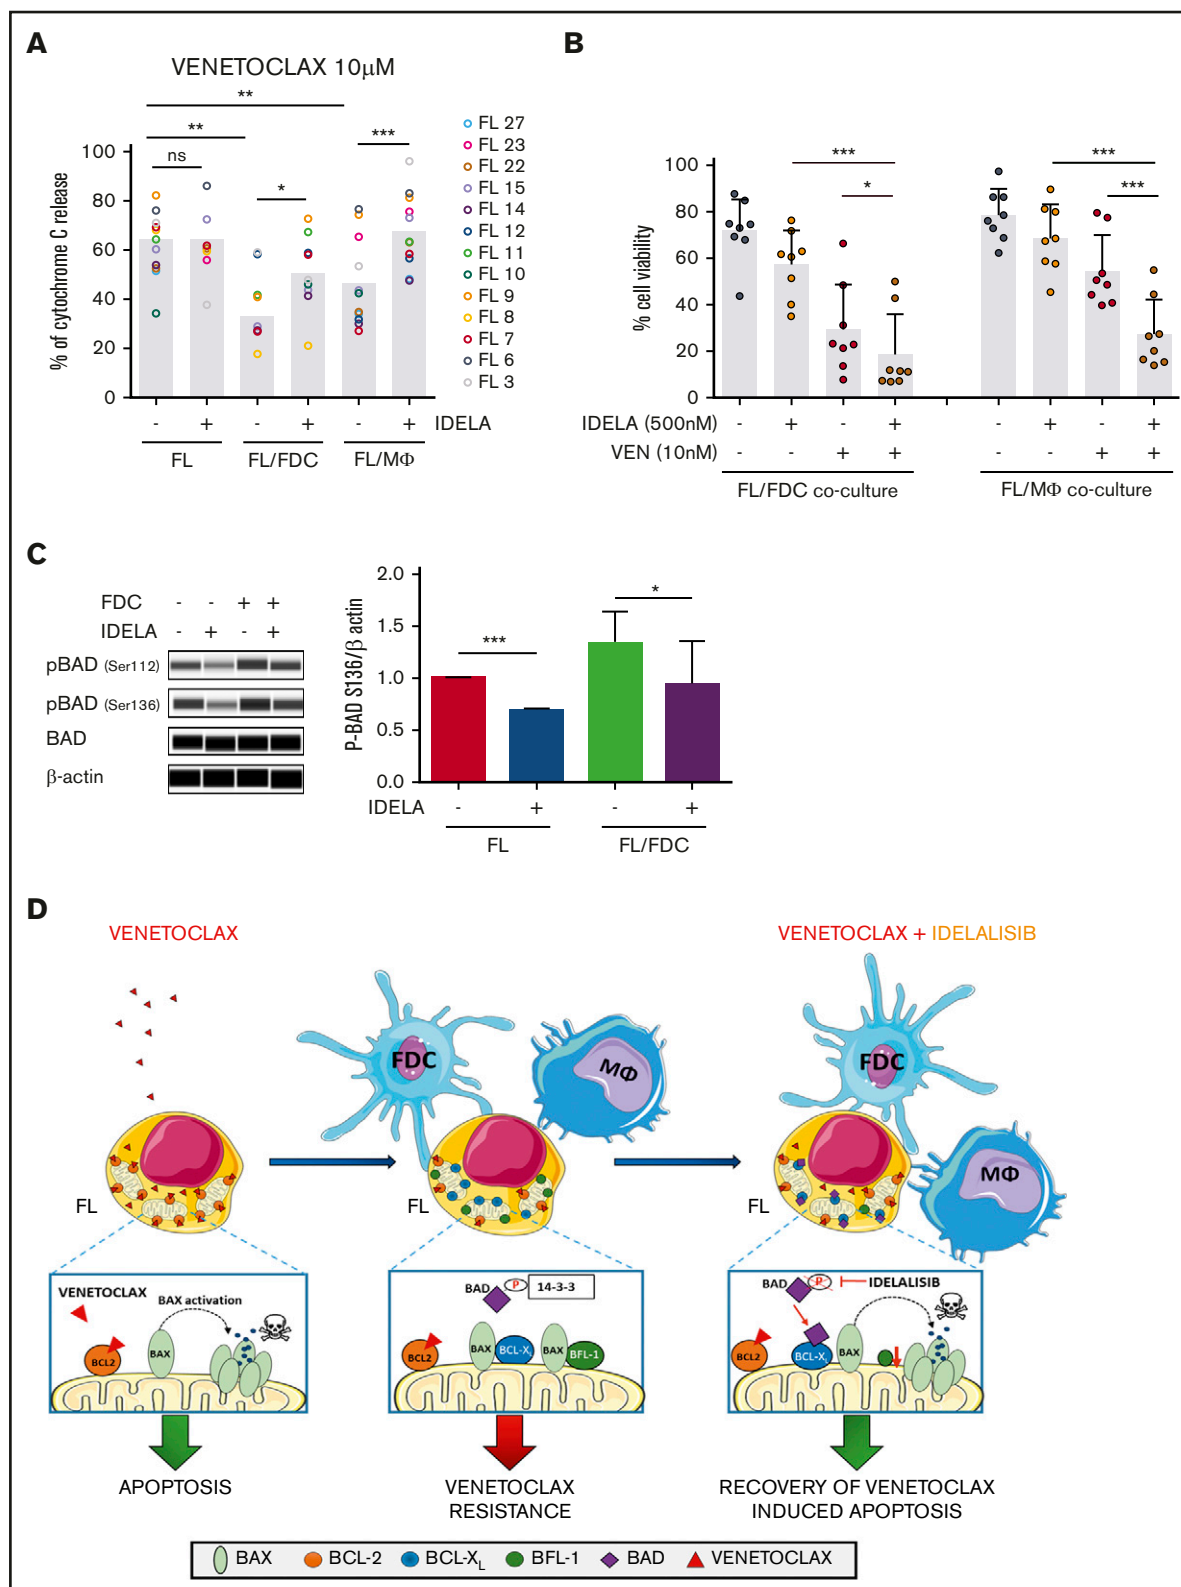 A
VENETOCLAX 10μM
**
**
ns
*
***
% of cytochrome C release
100
80
60
40
20
0
- + - + - + IDELA
FL FL/FDC FL/MΦ
FL 27
FL 23
FL 22
FL 15
FL 14
FL 12
FL 11
FL 10
FL 9
FL 8
FL 7
FL 6
FL 3
B
% cell viability
100
80
60
40
20
0
***
*
***
***
IDELA (500nM) - + - + - + - +
VEN (10nM) - - + + - - + +
FL/FDC co-culture FL/MΦ co-culture
C
FDC - - + +
IDELA - + - +
pBAD (Ser112)
pBAD (Ser136)
BAD
β-actin
P-BAD S136/β actin
2.0
1.5
1.0
0.5
0.0
***
*
IDELA - + - +
FL FL/FDC
D
VENETOCLAX
VENETOCLAX + IDELALISIB
FDC
MΦ
FDC
MΦ
FL
FL
FL
VENETOCLAX
BAX activation
BCL2
BAX
BAD
P
14-3-3
BCL2
BAX
BCL-X
BAX
BFL-1
BAD
P
IDELALISIB
BCL2
BCL-X
BAX
APOPTOSIS
VENETOCLAX
RESISTANCE
RECOVERY OF VENETOCLAX
INDUCED APOPTOSIS
BAX BCL-2 BCL-XL BFL-1 BAD VENETOCLAX